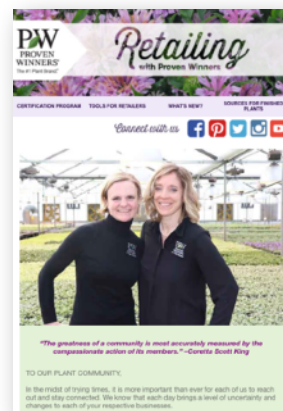 PW
PROVEN
WINNERS®
The #1 Plant Brand®
Retailing
with Proven Winners
CERTIFICATION PROGRAM TOOLS FOR RETAILERS WHAT'S NEW? SOURCES FOR FINISHED
PLANTS
Connect with us
"The greatness of a community is most accurately measured by the
compassionate action of its members." ~Coretta Scott King
TO OUR PLANT COMMUNITY,
In the midst of trying times, it is more important than ever for each of us to reach
out and stay connected. We know that each day brings a level of uncertainty and
changes to each of your respective businesses.